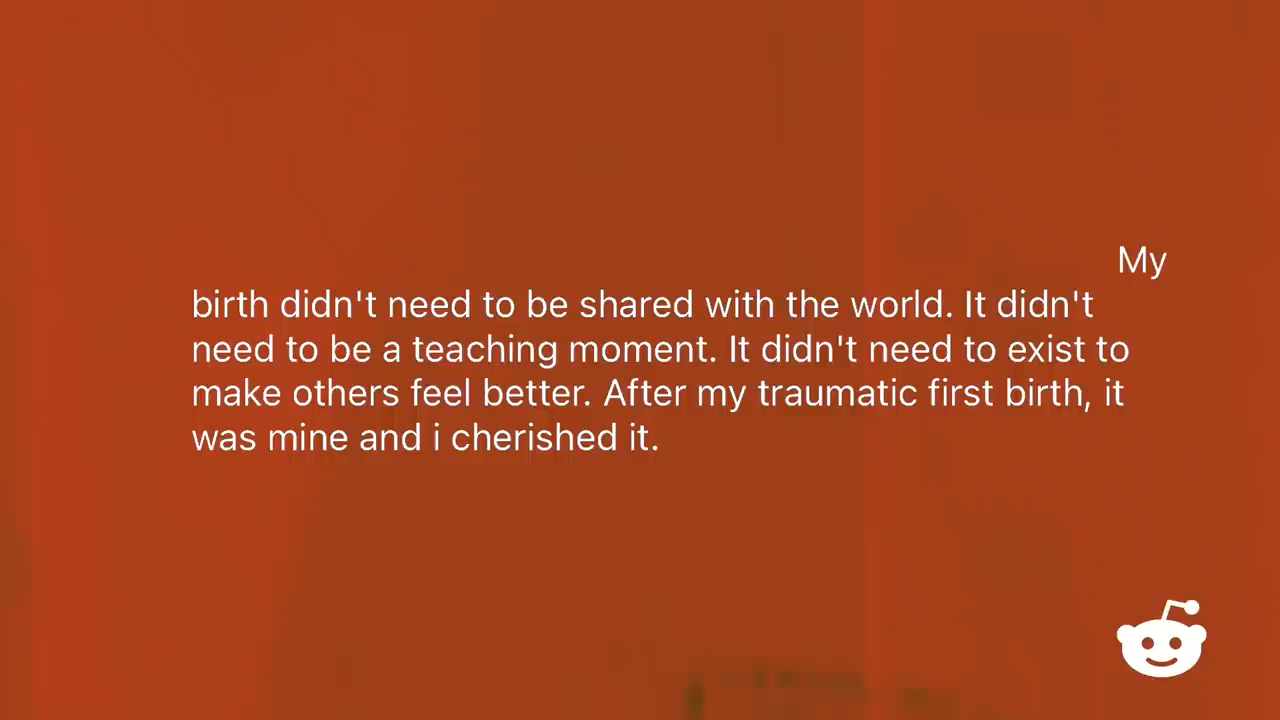 My
birth didn't need to be shared with the world. It didn't
need to be a teaching moment. It didn't need to exist to
make others feel better. After my traumatic first birth, it
was mine and i cherished it.